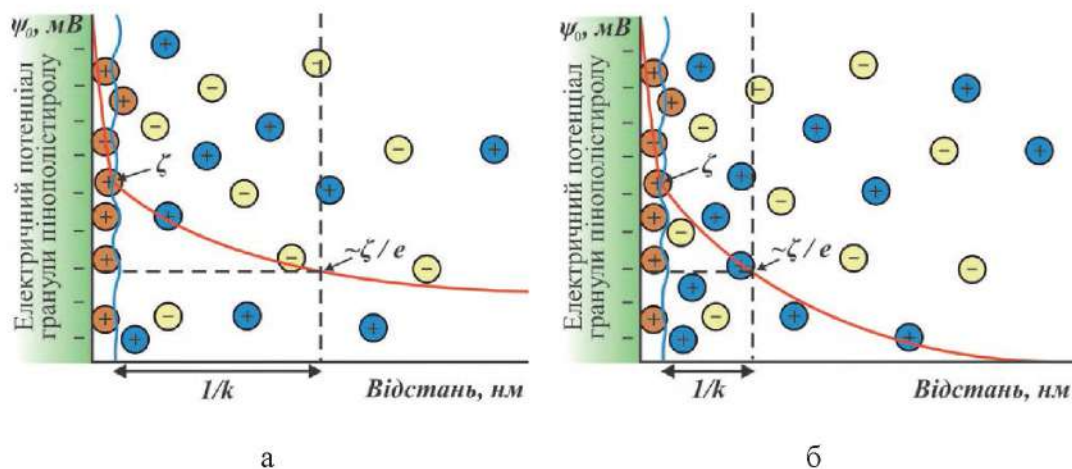 ψ₀, мВ
Електричний потенціал
гранули пінополістиролу
ζ
~ζ / e
1/k
Відстань, нм
а
ψ₀, мВ
Електричний потенціал
гранули пінополістиролу
ζ
~ζ / e
1/k
Відстань, нм
б